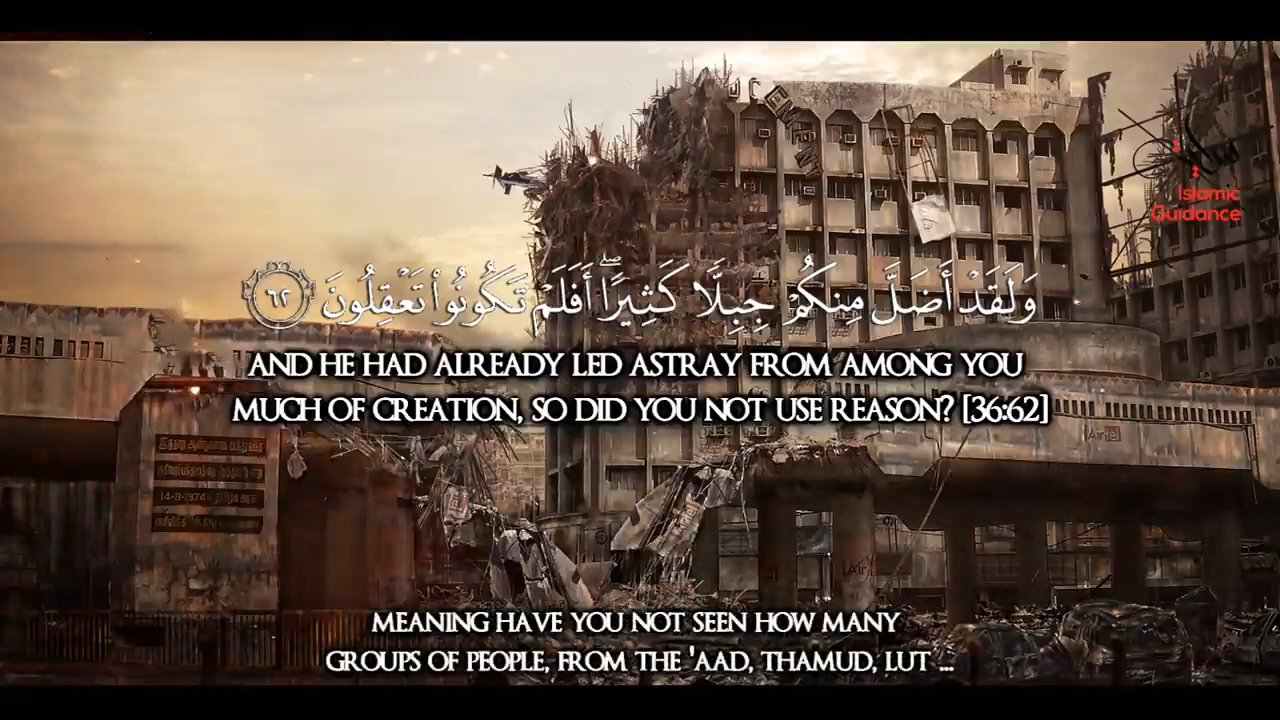 سراج
Islamic
Guidance
وَلَقَدْ أَضَلَّ مِنكُمْ جِبِلًّا كَثِيرًا ۖ أَفَلَمْ تَكُونُوا۟ تَعْقِلُونَ ٦٢
AND HE HAD ALREADY LED ASTRAY FROM AMONG YOU
MUCH OF CREATION, SO DID YOU NOT USE REASON? [36:62]
Airtel
14-8-1974
MEANING HAVE YOU NOT SEEN HOW MANY
GROUPS OF PEOPLE, FROM THE 'AAD, THAMUD, LUT ...